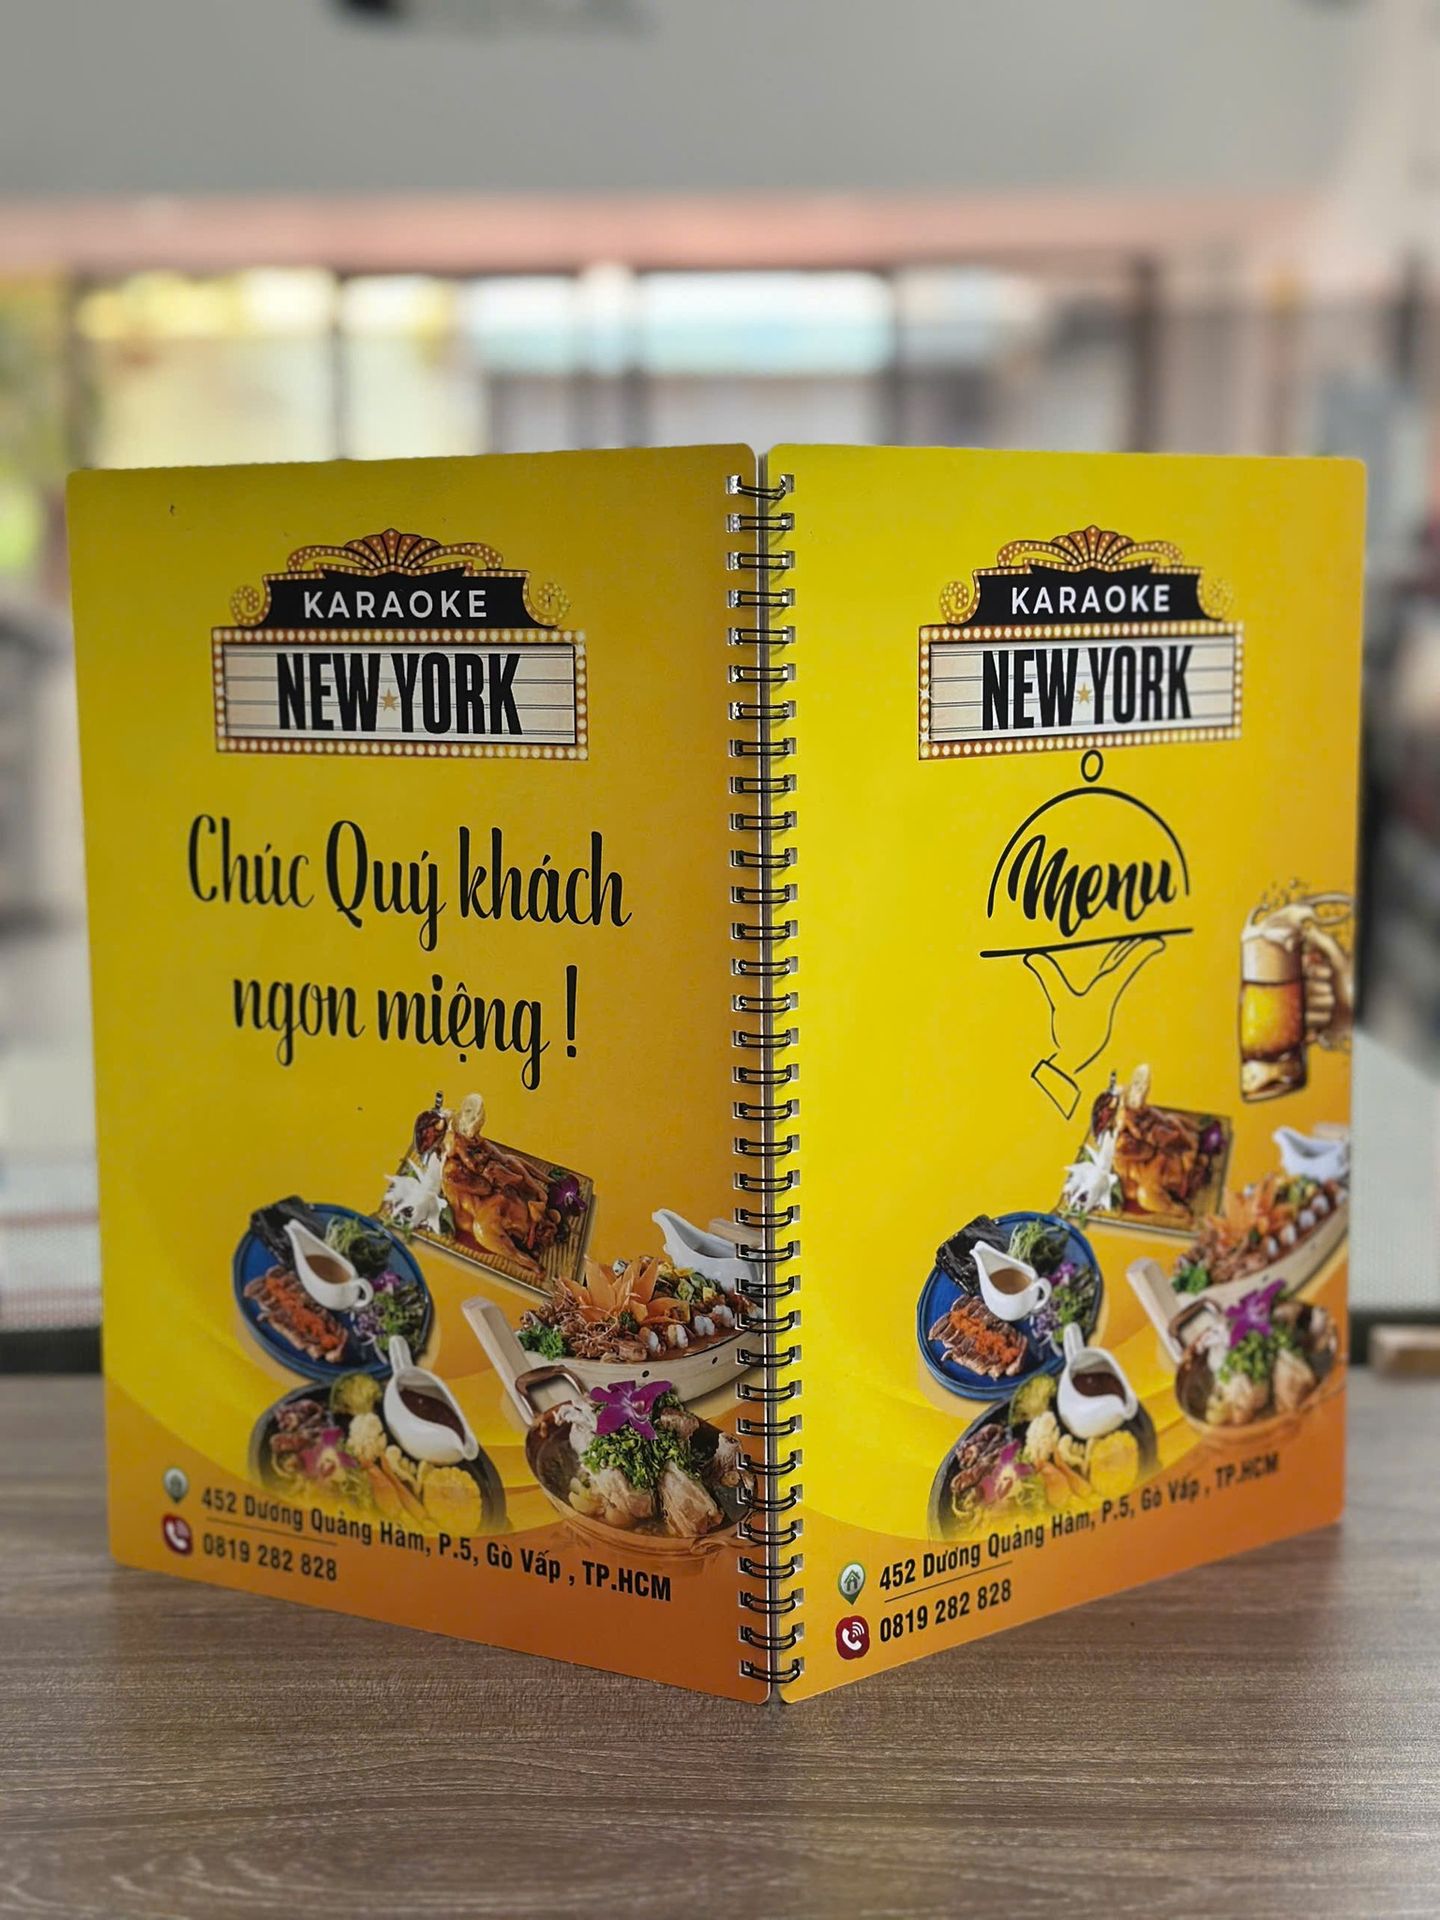 KARAOKE
NEW YORK
Chúc Quý khách
ngon miệng !
452 Dương Quảng Hàm, P.5, Gò Vấp , TP.HCM
0819 282 828
KARAOKE
NEW YORK
Menu
452 Dương Quảng Hàm, P.5, Gò Vấp , TP.HCM
0819 282 828